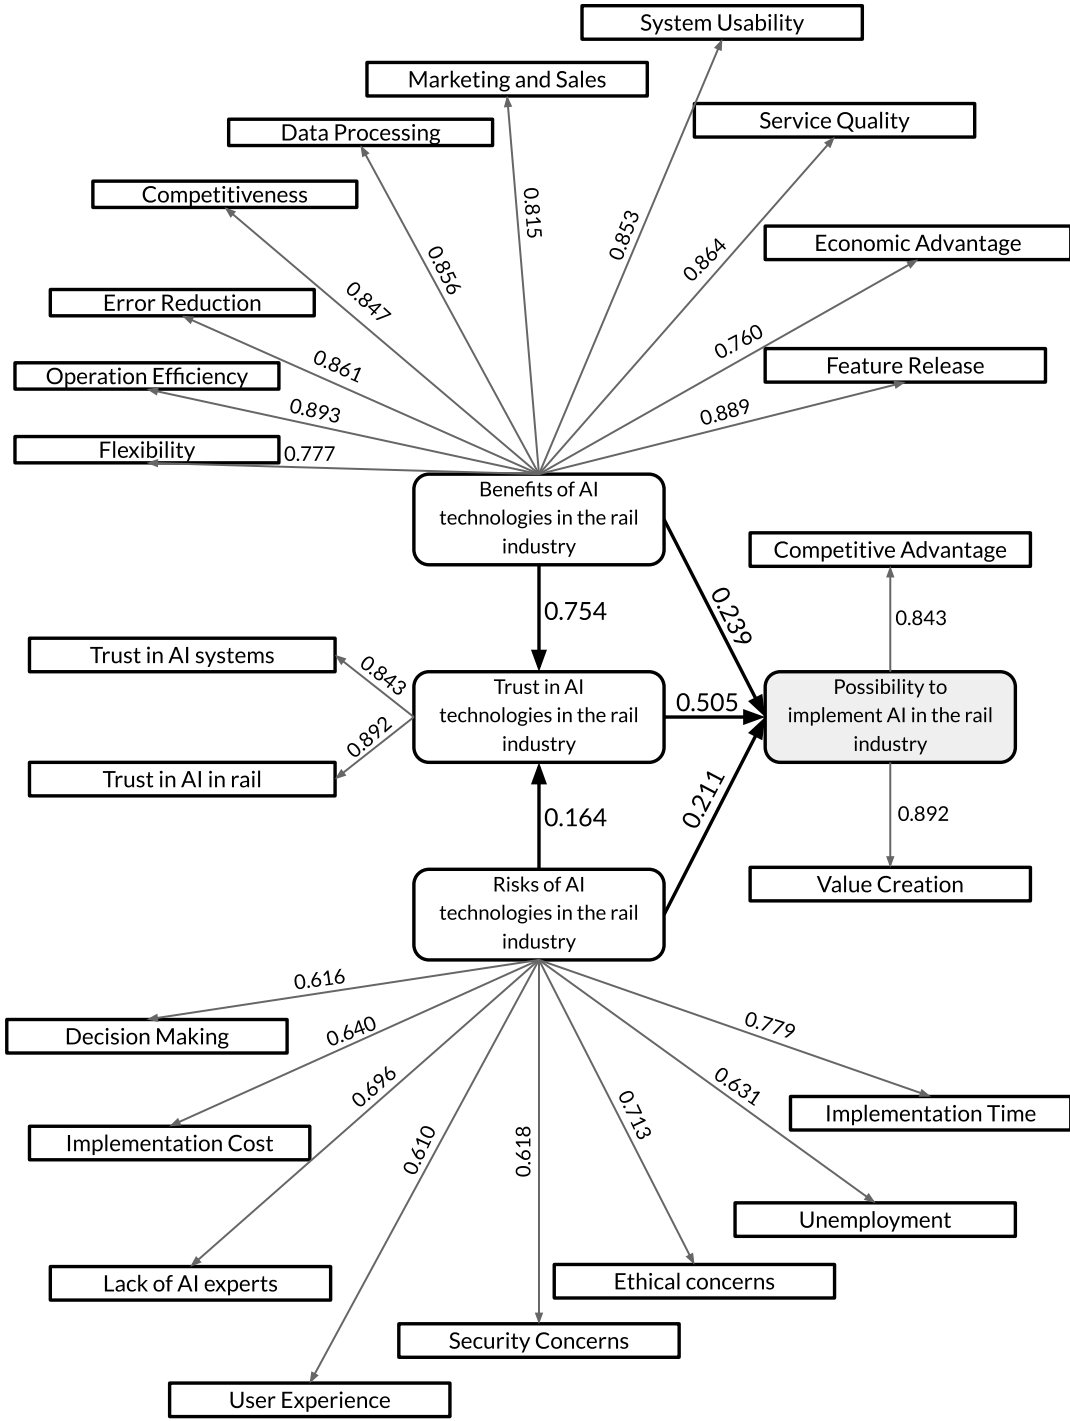 System Usability
Marketing and Sales
Service Quality
Data Processing
Competitiveness
0.815
0.853
0.864
Economic Advantage
0.856
0.847
Error Reduction
0.760
Feature Release
0.861
Operation Efficiency
0.893
0.889
Flexibility
0.777
Benefits of AI
technologies in the rail
industry
Competitive Advantage
0.754
0.239
0.843
Trust in AI systems
0.843
Trust in AI
technologies in the rail
industry
0.505
Possibility to
implement AI in the rail
industry
0.892
Trust in AI in rail
0.164
0.211
0.892
Risks of AI
technologies in the rail
industry
Value Creation
0.616
Decision Making
0.640
0.779
0.696
0.631
0.713
Implementation Time
Implementation Cost
0.610
0.618
Unemployment
Lack of AI experts
Ethical concerns
Security Concerns
User Experience